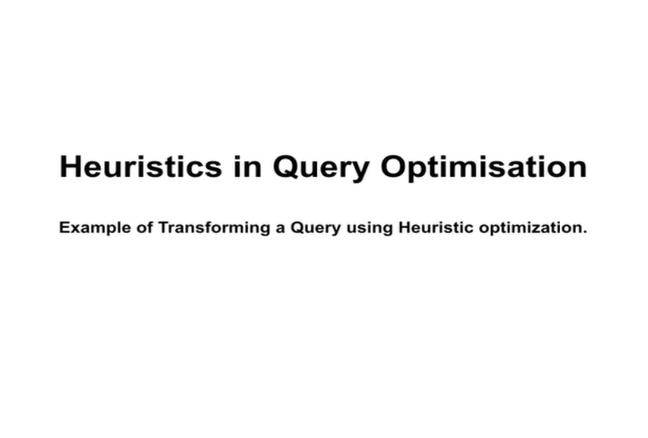 Heuristics in Query Optimisation
Example of Transforming a Query using Heuristic optimization.